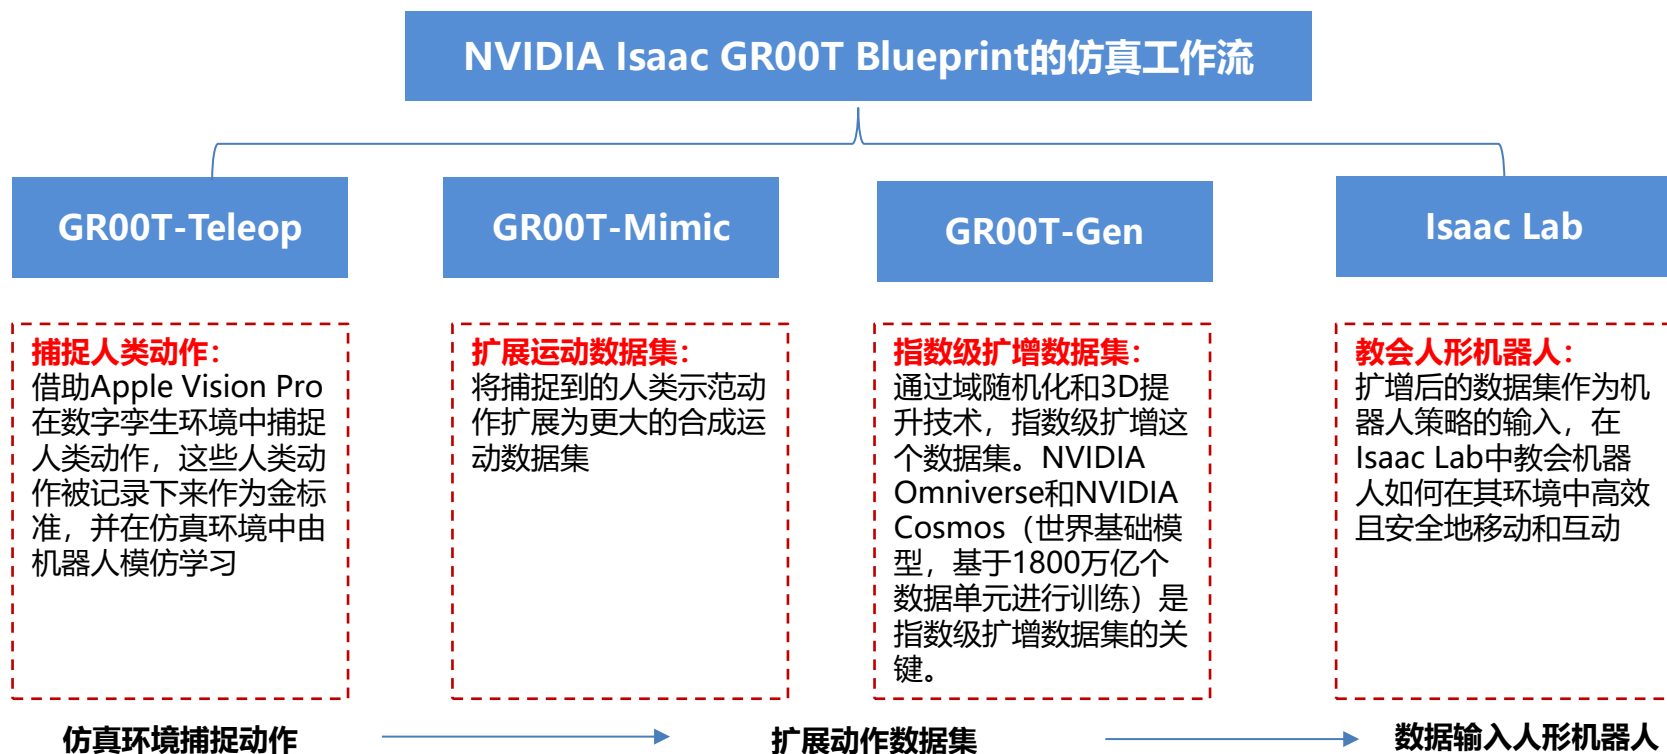 NVIDIA Isaac GR00T Blueprint的仿真工作流
GR00T-Teleop
GR00T-Mimic
GR00T-Gen
Isaac Lab
捕捉人类动作：
借助Apple Vision Pro
在数字孪生环境中捕捉
人类动作，这些人类动
作被记录下来作为金标
准，并在仿真环境中由
机器人模仿学习
扩展运动数据集：
将捕捉到的人类示范动
作扩展为更大的合成运
动数据集
指数级扩增数据集：
通过域随机化和3D提
升技术，指数级扩增这
个数据集。NVIDIA
Omniverse和NVIDIA
Cosmos（世界基础模
型，基于1800万亿个
数据单元进行训练）是
指数级扩增数据集的关
键。
教会人形机器人：
扩增后的数据集作为机
器人策略的输入，在
Isaac Lab中教会机器
人如何在其环境中高效
且安全地移动和互动
仿真环境捕捉动作
扩展动作数据集
数据输入人形机器人